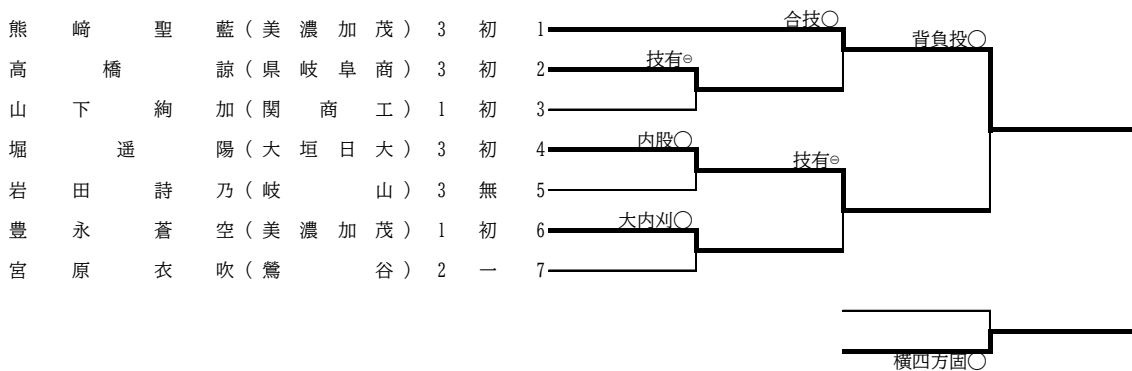 合技○
熊﨑聖藍(美濃加茂) 3 初 1
背負投○
技有⊖
高橋諒(県岐阜商) 3 初 2
山下絢加(関商工) 1 初 3
内股○
堀遥陽(大垣日大) 3 初 4
技有⊖
岩田詩乃(岐山) 3 無 5
大内刈○
豊永蒼空(美濃加茂) 1 初 6
宮原衣吹(鶯谷) 2 一 7
横四方固○